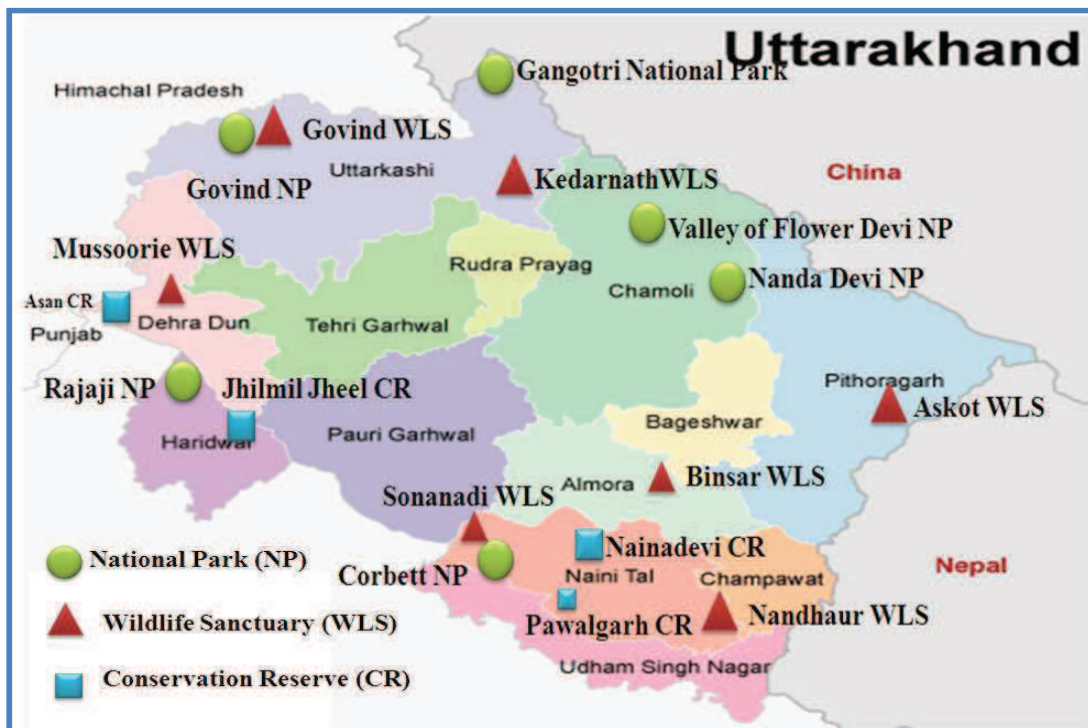 Uttarakhand
Gangotri National Park
Himachal Pradesh
Govind WLS
Uttarkashi
KedarnathWLS
China
Govind NP
Valley of Flower Devi NP
Mussoorie WLS
Rudra Prayag
Nanda Devi NP
Chamoli
Asan CR
Punjab
Dehra Dun
Tehri Garhwal
Rajaji NP
Jhilmil Jheel CR
Pithoragarh
Askot WLS
Haridwar
Pauri Garhwal
Bageshwar
Binsar WLS
Almora
Sonanadi WLS
National Park (NP)
Nainadevi CR
Nepal
Corbett NP
Naini Tal
Champawat
Wildlife Sanctuary (WLS)
Pawalgarh CR
Nandhaur WLS
Udham Singh Nagar
Conservation Reserve (CR)